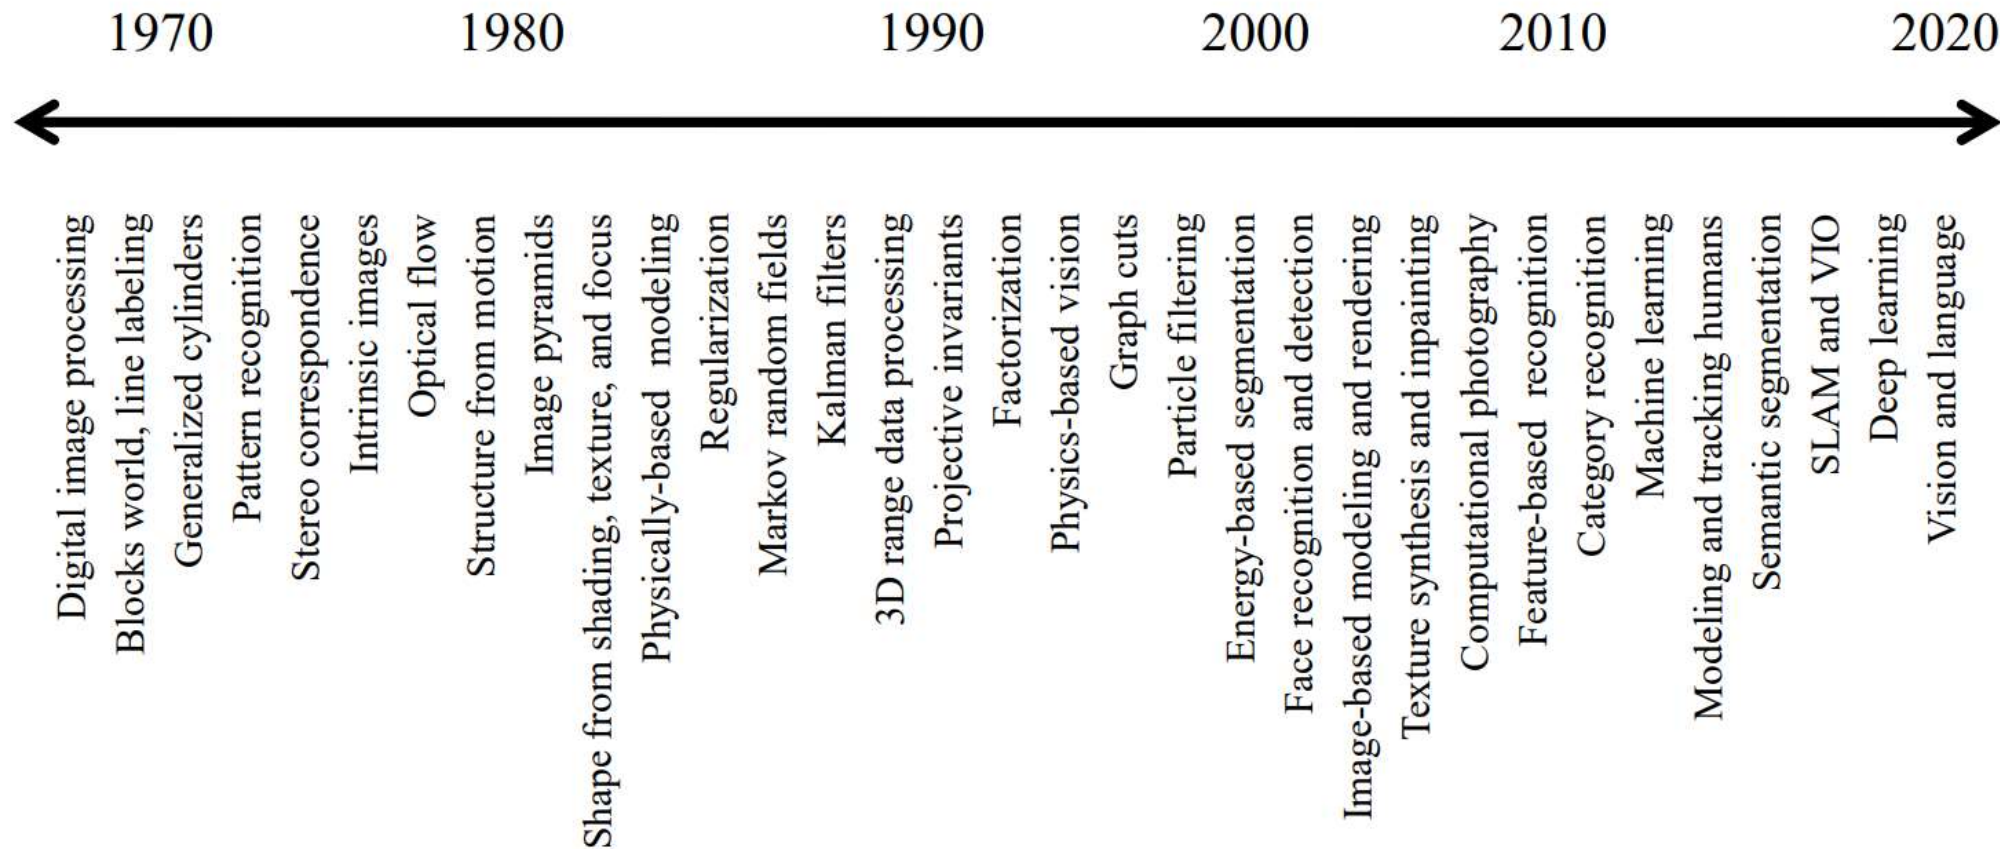 1970 1980 1990 2000 2010 2020
Digital image processing
Blocks world, line labeling
Generalized cylinders
Pattern recognition
Stereo correspondence
Intrinsic images
Optical flow
Structure from motion
Image pyramids
Shape from shading, texture, and focus
Physically-based modeling
Regularization
Markov random fields
Kalman filters
3D range data processing
Projective invariants
Factorization
Physics-based vision
Graph cuts
Particle filtering
Energy-based segmentation
Face recognition and detection
Image-based modeling and rendering
Texture synthesis and inpainting
Computational photography
Feature-based recognition
Category recognition
Machine learning
Modeling and tracking humans
Semantic segmentation
SLAM and VIO
Deep learning
Vision and language